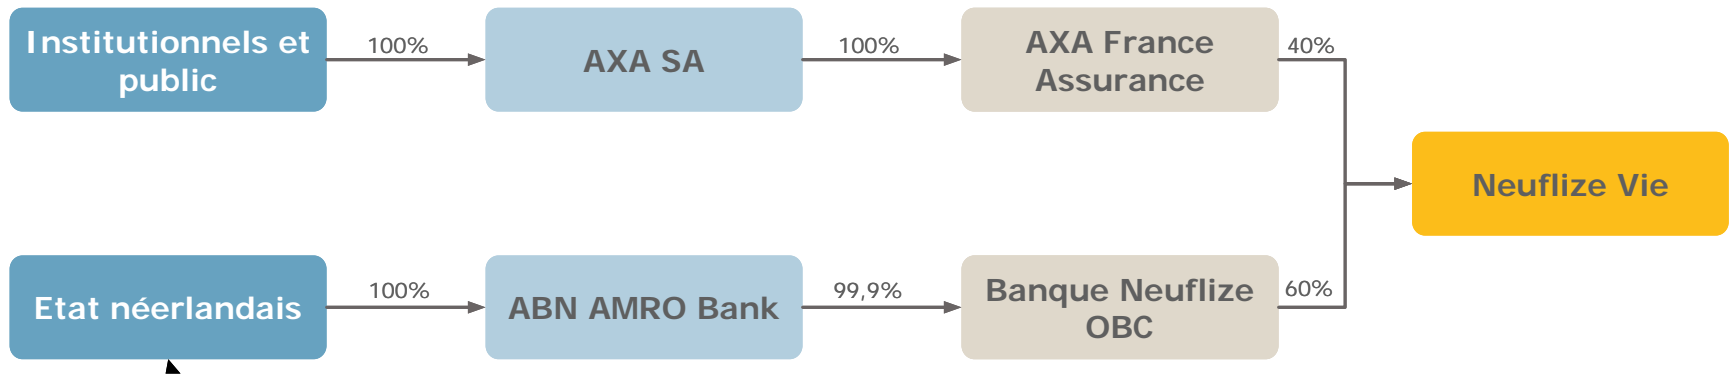 Institutionnels et
public
100%
AXA SA
100%
AXA France
Assurance
40%
Neuflize Vie
Etat néerlandais
100%
ABN AMRO Bank
99,9%
Banque Neuflize
OBC
60%